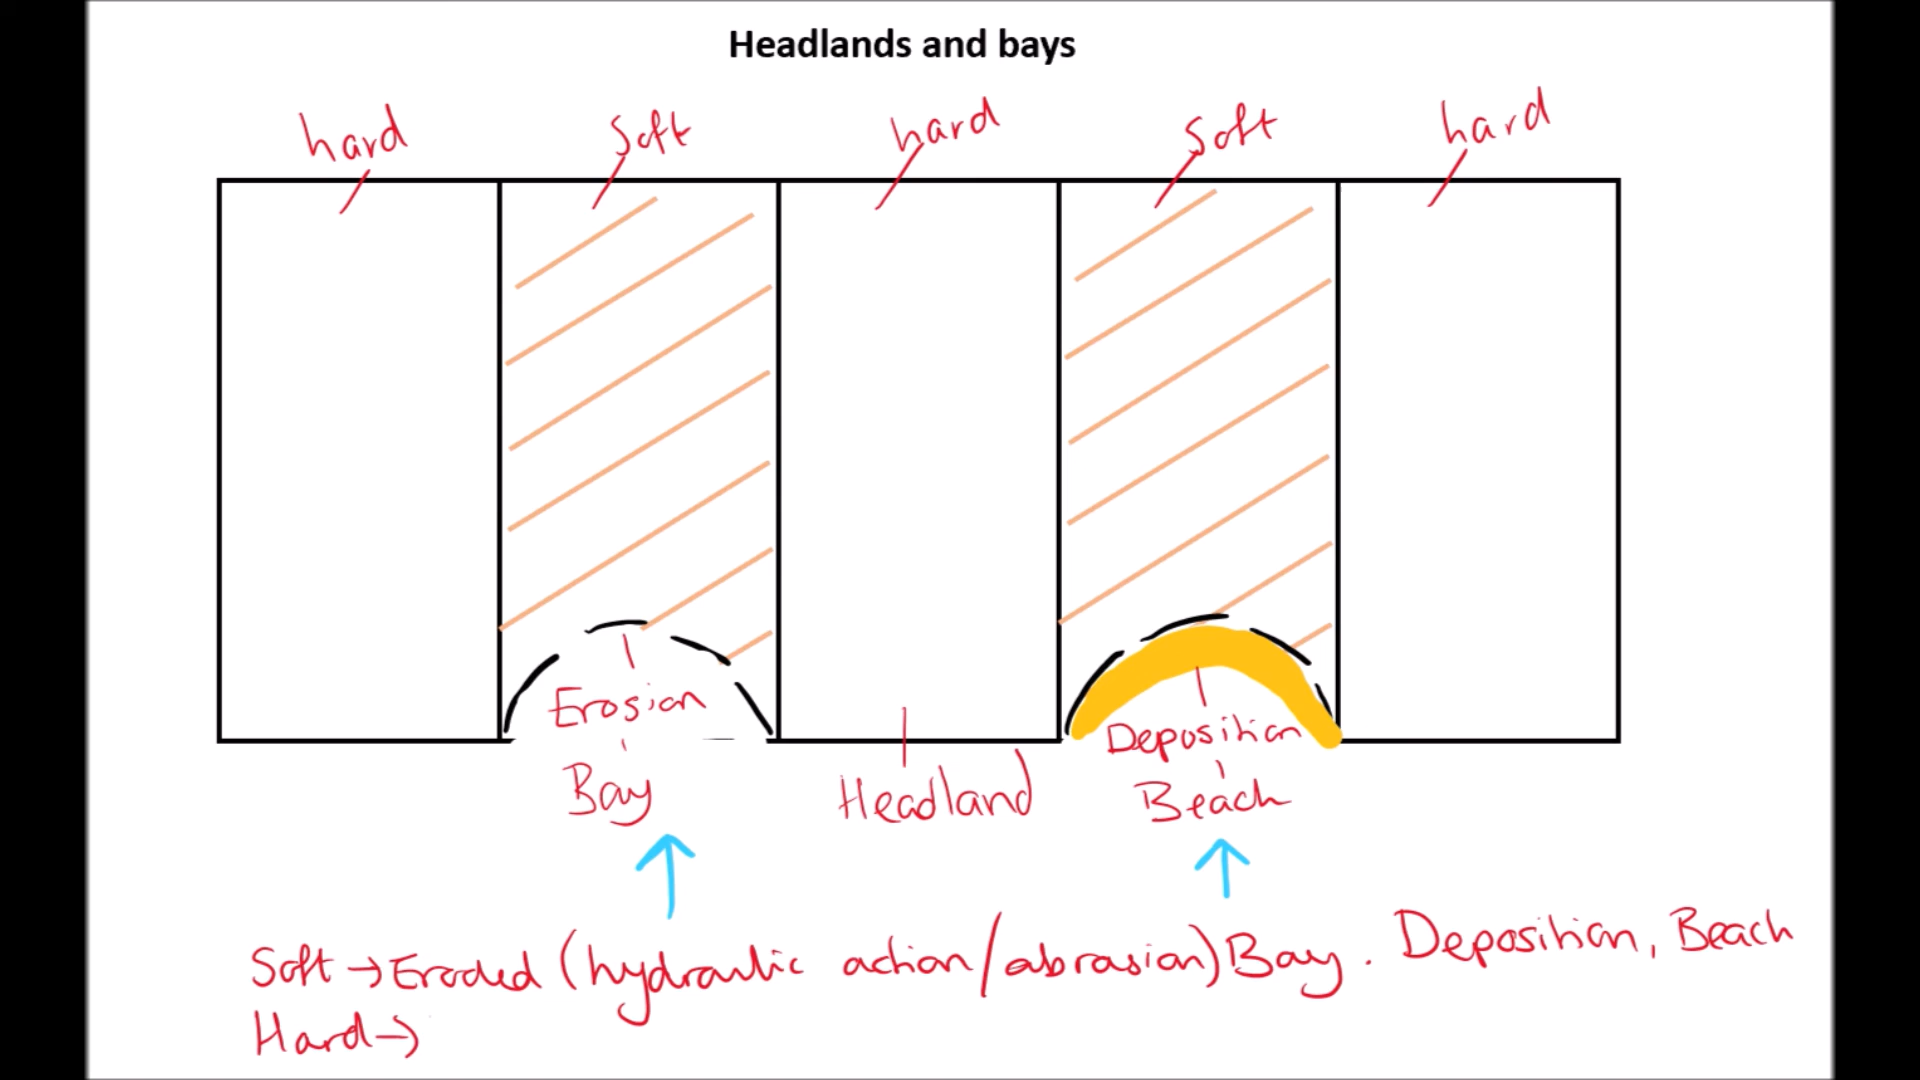 Headlands and bays
hard Soft hard Soft hard
Erosion
Bay
Headland
Deposition
Beach
Soft → Eroded (hydraulic action/abrasion) Bay. Deposition, Beach
Hard →